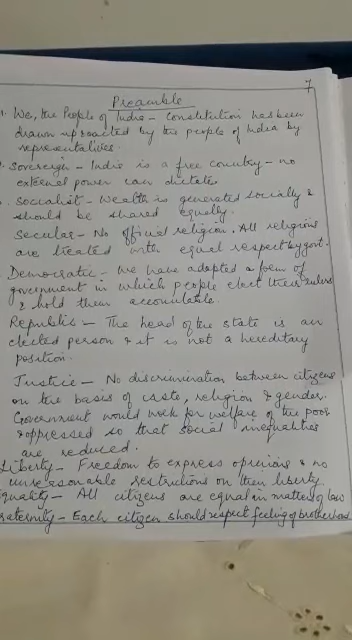 7
Preamble
1. We, the People of India - Constitution has been
drawn up & enacted by the people of India by
representatives.
Sovereign - India is a free country - no
external power can dictate.
Socialist - Wealth is generated socially &
should be shared equally.
Secular - No official religion. All religions
are treated with equal respect by govt.
Democratic - We have adopted a form of
government in which people elect their rulers
& hold them accountable.
Republic - The head of the state is an
elected person & it is not a hereditary
position.
Justice - No discrimination between citizens
on the basis of caste, religion & gender.
Government would work for welfare of the poor
& oppressed so that social inequalities
are reduced.
Liberty - Freedom to express opinions & no
unreasonable restrictions on their liberty
quality - All citizens are equal in matters of law
raternity - Each citizen should respect feeling of brotherhood